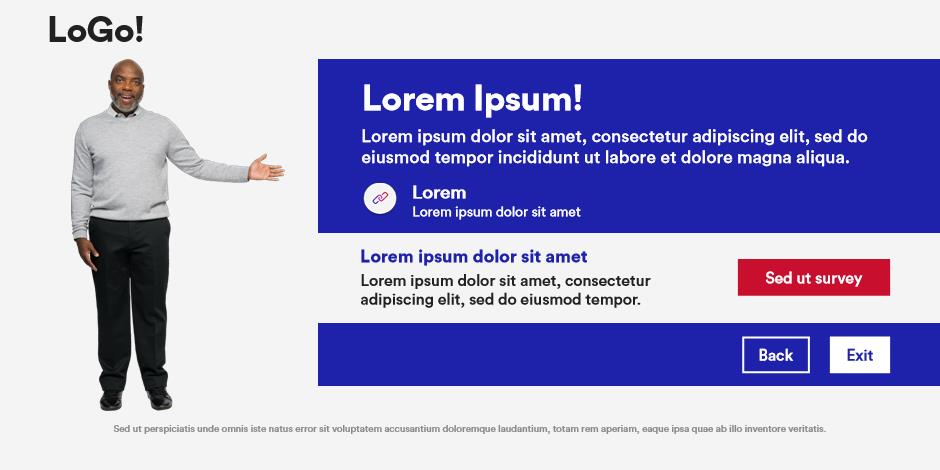 LoGo!
Lorem Ipsum!
Lorem ipsum dolor sit amet, consectetur adipiscing elit, sed do
eiusmod tempor incididunt ut labore et dolore magna aliqua.
Lorem
Lorem ipsum dolor sit amet
Lorem ipsum dolor sit amet
Lorem ipsum dolor sit amet, consectetur
adipiscing elit, sed do eiusmod tempor.
Sed ut survey
Back
Exit
Sed ut perspiciatis unde omnis iste natus error sit voluptatem accusantium doloremque laudantium, totam rem aperiam, eaque ipsa quae ab illo inventore veritatis.